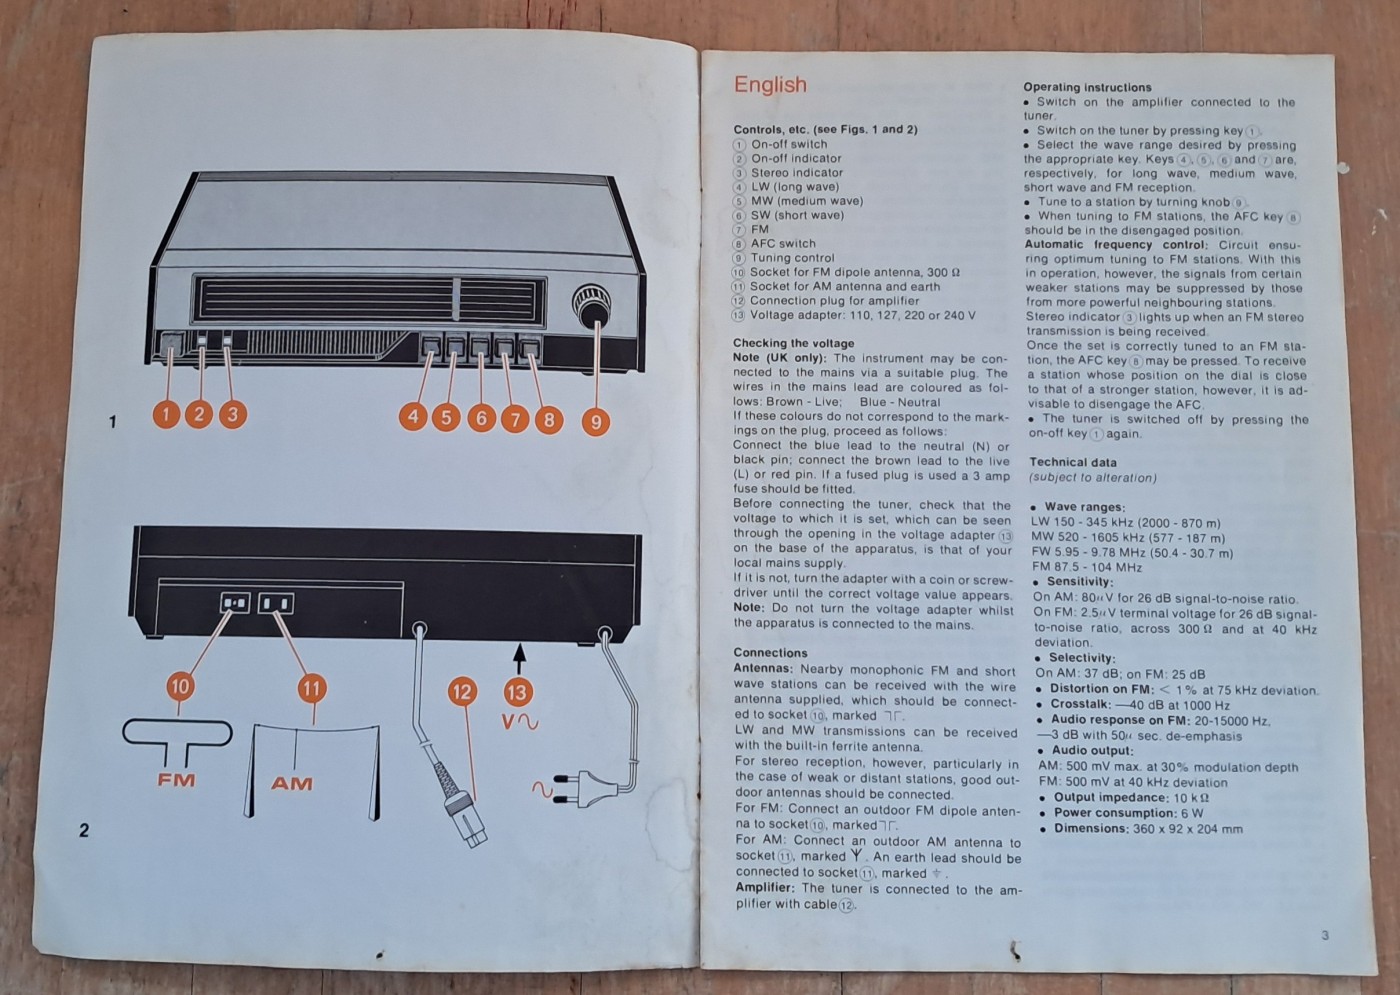 1 2 3 4 5 6 7 8 9
1
10 11 12 13
V∿
FM AM ∿
2
English
Controls, etc. (see Figs. 1 and 2)
① On-off switch
② On-off indicator
③ Stereo indicator
④ LW (long wave)
⑤ MW (medium wave)
⑥ SW (short wave)
⑦ FM
⑧ AFC switch
⑨ Tuning control
⑩ Socket for FM dipole antenna, 300 Ω
⑪ Socket for AM antenna and earth
⑫ Connection plug for amplifier
⑬ Voltage adapter: 110, 127, 220 or 240 V
Checking the voltage
Note (UK only): The instrument may be con-
nected to the mains via a suitable plug. The
wires in the mains lead are coloured as fol-
lows: Brown - Live; Blue - Neutral
If these colours do not correspond to the mark-
ings on the plug, proceed as follows:
Connect the blue lead to the neutral (N) or
black pin; connect the brown lead to the live
(L) or red pin. If a fused plug is used a 3 amp
fuse should be fitted.
Before connecting the tuner, check that the
voltage to which it is set, which can be seen
through the opening in the voltage adapter ⑬
on the base of the apparatus, is that of your
local mains supply.
If it is not, turn the adapter with a coin or screw-
driver until the correct voltage value appears.
Note: Do not turn the voltage adapter whilst
the apparatus is connected to the mains.
Connections
Antennas: Nearby monophonic FM and short
wave stations can be received with the wire
antenna supplied, which should be connect-
ed to socket ⑩, marked ┐┌.
LW and MW transmissions can be received
with the built-in ferrite antenna.
For stereo reception, however, particularly in
the case of weak or distant stations, good out-
door antennas should be connected.
For FM: Connect an outdoor FM dipole anten-
na to socket ⑩, marked ┐┌.
For AM: Connect an outdoor AM antenna to
socket ⑪, marked Y. An earth lead should be
connected to socket ⑪, marked ⏚.
Amplifier: The tuner is connected to the am-
plifier with cable ⑫.
Operating instructions
• Switch on the amplifier connected to the
tuner.
• Switch on the tuner by pressing key ①.
• Select the wave range desired by pressing
the appropriate key. Keys ④, ⑤, ⑥ and ⑦ are,
respectively, for long wave, medium wave,
short wave and FM reception.
• Tune to a station by turning knob ⑨.
• When tuning to FM stations, the AFC key ⑧
should be in the disengaged position.
Automatic frequency control: Circuit ensu-
ring optimum tuning to FM stations. With this
in operation, however, the signals from certain
weaker stations may be suppressed by those
from more powerful neighbouring stations.
Stereo indicator ③ lights up when an FM stereo
transmission is being received.
Once the set is correctly tuned to an FM sta-
tion, the AFC key ⑧ may be pressed. To receive
a station whose position on the dial is close
to that of a stronger station, however, it is ad-
visable to disengage the AFC.
• The tuner is switched off by pressing the
on-off key ① again.
Technical data
(subject to alteration)
• Wave ranges:
LW 150 - 345 kHz (2000 - 870 m)
MW 520 - 1605 kHz (577 - 187 m)
FW 5.95 - 9.78 MHz (50.4 - 30.7 m)
FM 87.5 - 104 MHz
• Sensitivity:
On AM: 80μV for 26 dB signal-to-noise ratio.
On FM: 2.5μV terminal voltage for 26 dB signal-
to-noise ratio, across 300 Ω and at 40 kHz
deviation.
• Selectivity:
On AM: 37 dB; on FM: 25 dB
• Distortion on FM: < 1% at 75 kHz deviation.
• Crosstalk: —40 dB at 1000 Hz
• Audio response on FM: 20-15000 Hz,
—3 dB with 50μ sec. de-emphasis
• Audio output:
AM: 500 mV max. at 30% modulation depth
FM: 500 mV at 40 kHz deviation
• Output impedance: 10 kΩ
• Power consumption: 6 W
• Dimensions: 360 x 92 x 204 mm
3